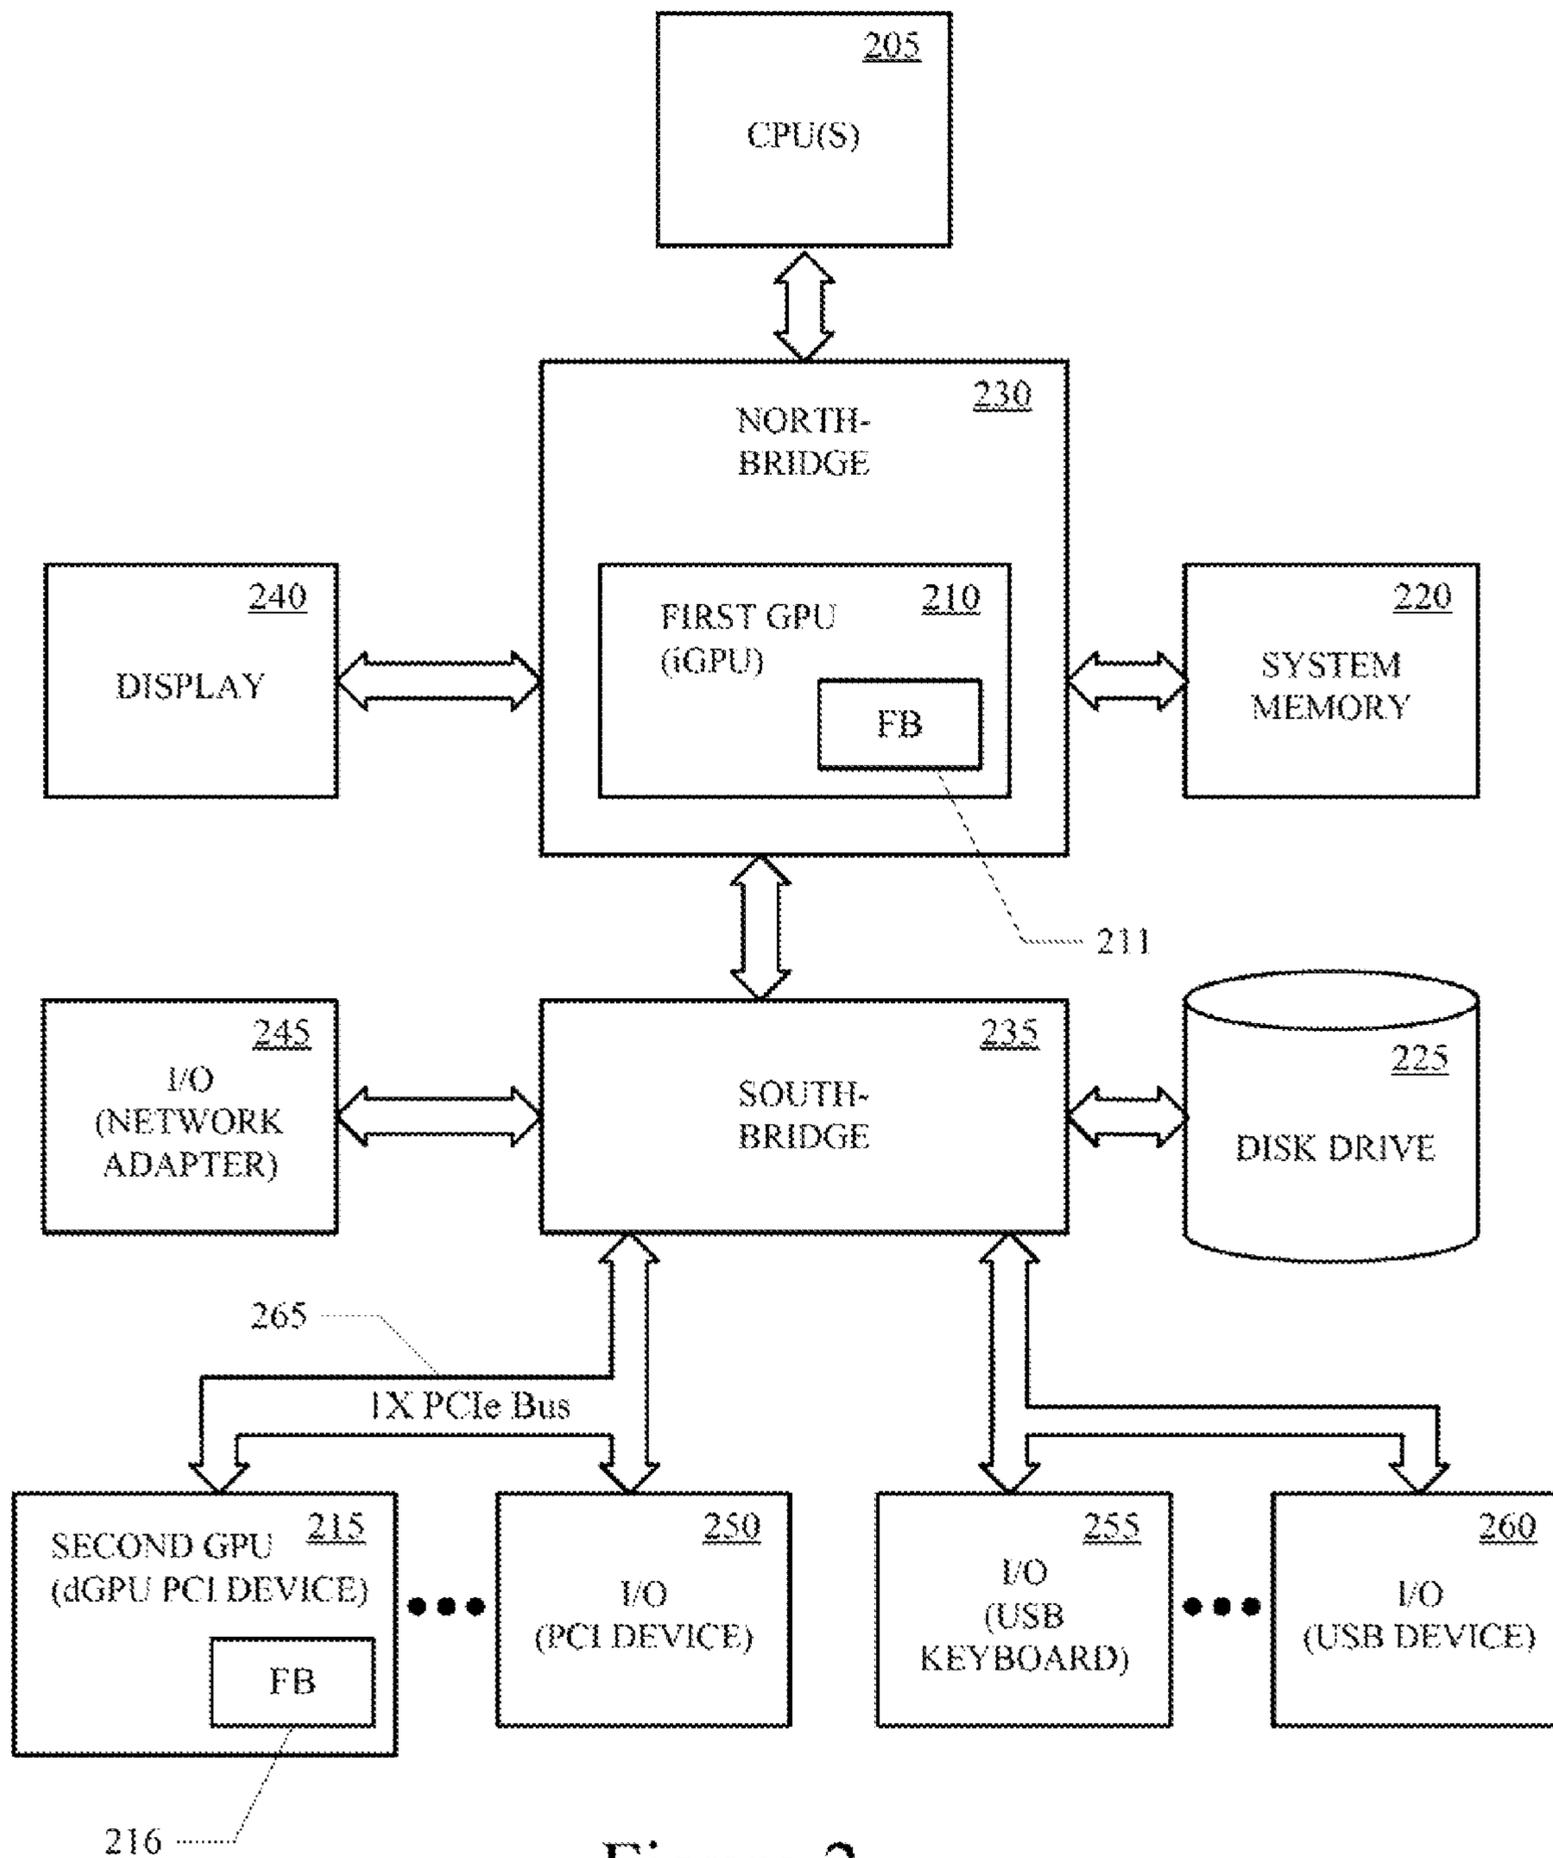 205
CPU(S)
230
NORTH-
BRIDGE
240
DISPLAY
210
FIRST GPU
(iGPU)
FB
220
SYSTEM
MEMORY
211
245
I/O
(NETWORK
ADAPTER)
235
SOUTH-
BRIDGE
225
DISK DRIVE
265
1X PCIe Bus
215
SECOND GPU
(dGPU PCI DEVICE)
FB
250
I/O
(PCI DEVICE)
255
I/O
(USB
KEYBOARD)
260
I/O
(USB DEVICE)
216
Figure 2